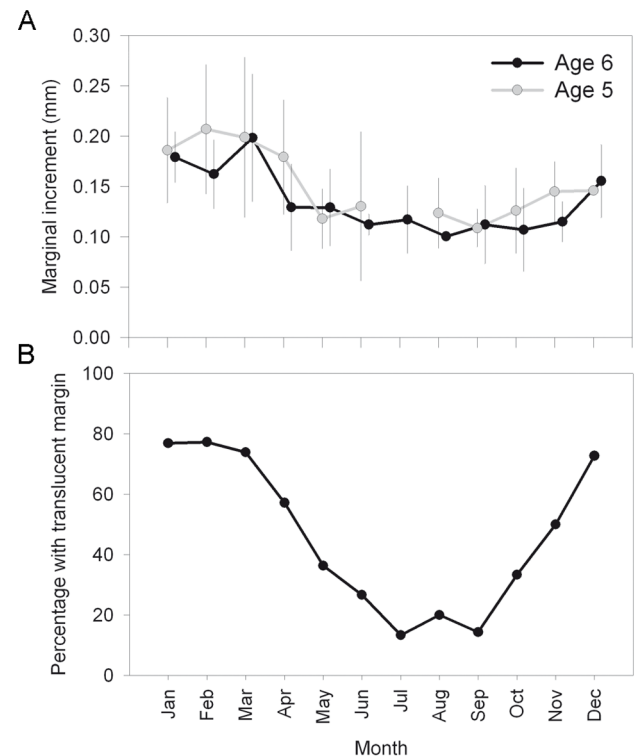 A
Marginal increment (mm)
0.30
0.25
0.20
0.15
0.10
0.05
0.00
Age 6
Age 5
B
Percentage with translucent margin
100
80
60
40
20
0
Jan
Feb
Mar
Apr
May
Jun
Jul
Aug
Sep
Oct
Nov
Dec
Month